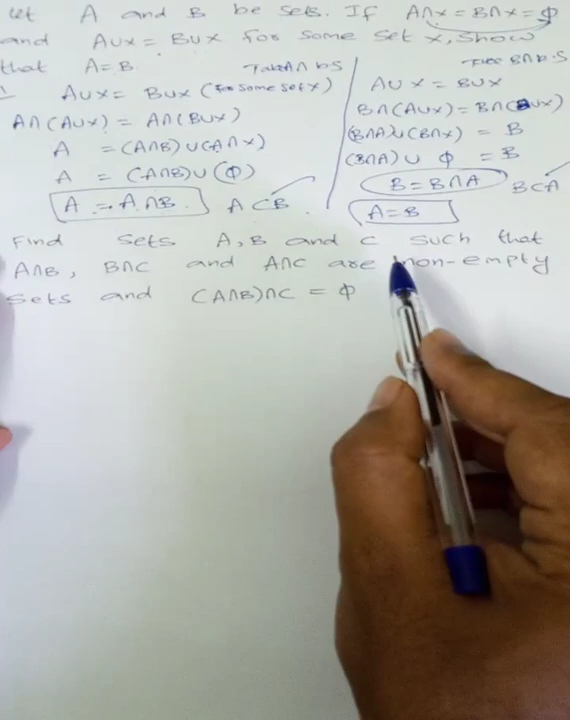 Let A and B be sets. If A∩x = B∩x = φ
and A∪x = B∪x for some set x, show
that A=B.
Take A∩ b.s
A∪x = B∪x (for some set x)
A∩(A∪x) = A∩(B∪x)
A = (A∩B)∪(A∩x)
A = (A∩B)∪(φ)
A = A∩B A⊂B
Take B∩ b.s
A∪x = B∪x
B∩(A∪x) = B∩(B∪x)
(B∩A)∪(B∩x) = B
(B∩A)∪ φ = B
B = B∩A B⊂A
A=B
Find sets A, B and C such that
A∩B, B∩C and A∩C are non-empty
sets and (A∩B)∩C = φ